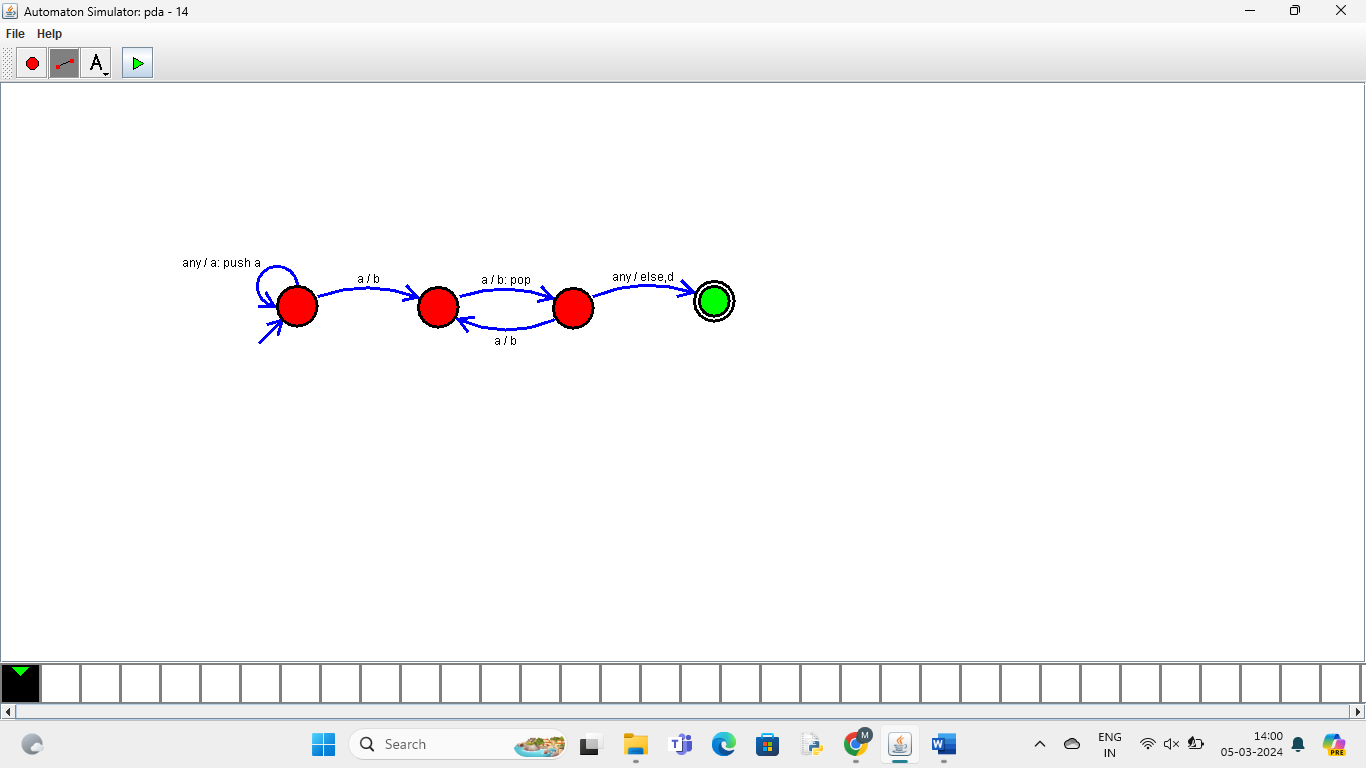 Automaton Simulator: pda - 14
File Help
A
any / a: push a
a / b
a / b: pop
any / else,d
a / b
Search
T
M
W
ENG
IN
14:00
05-03-2024
PRE